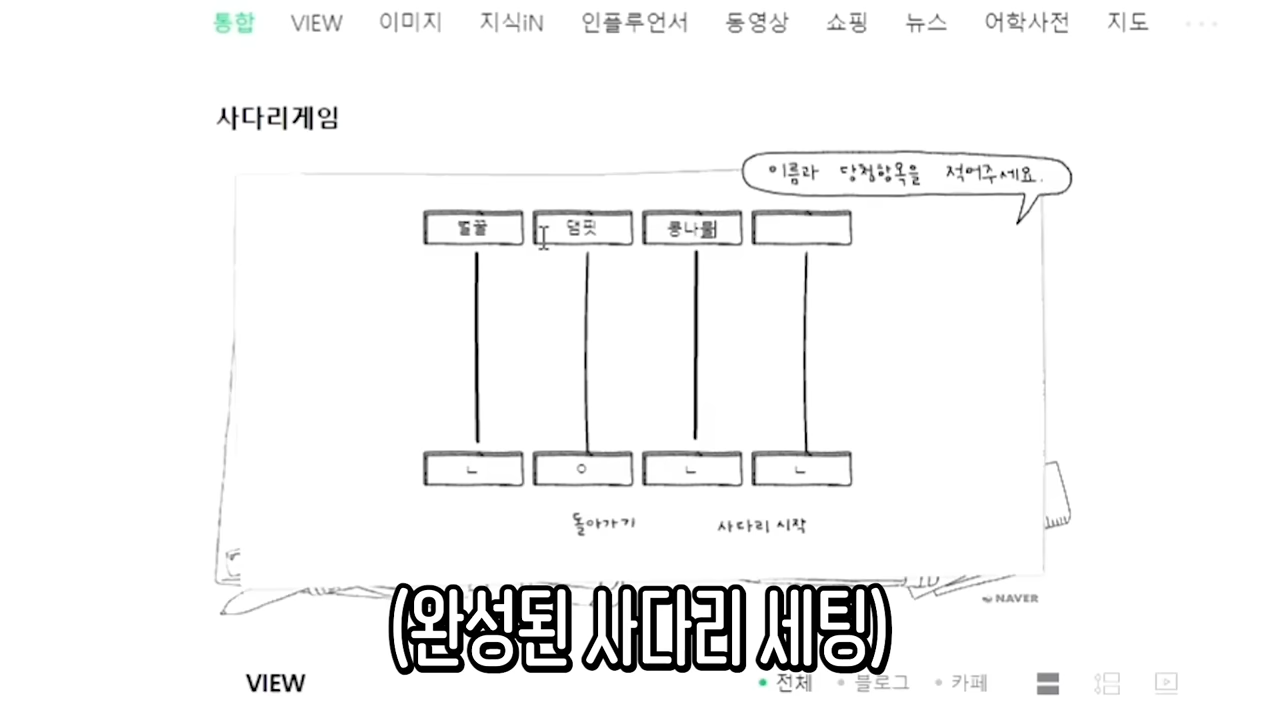 통합 VIEW 이미지 지식iN 인플루언서 동영상 쇼핑 뉴스 어학사전 지도 ···
사다리게임
이름과 당첨항목을 적어주세요.
벌꿀 댐핏 콩나물
ㄴ ㅇ ㄴ ㄴ
돌아가기 사다리 시작
NAVER
(완성된 사다리 세팅)
VIEW 전체 블로그 카페